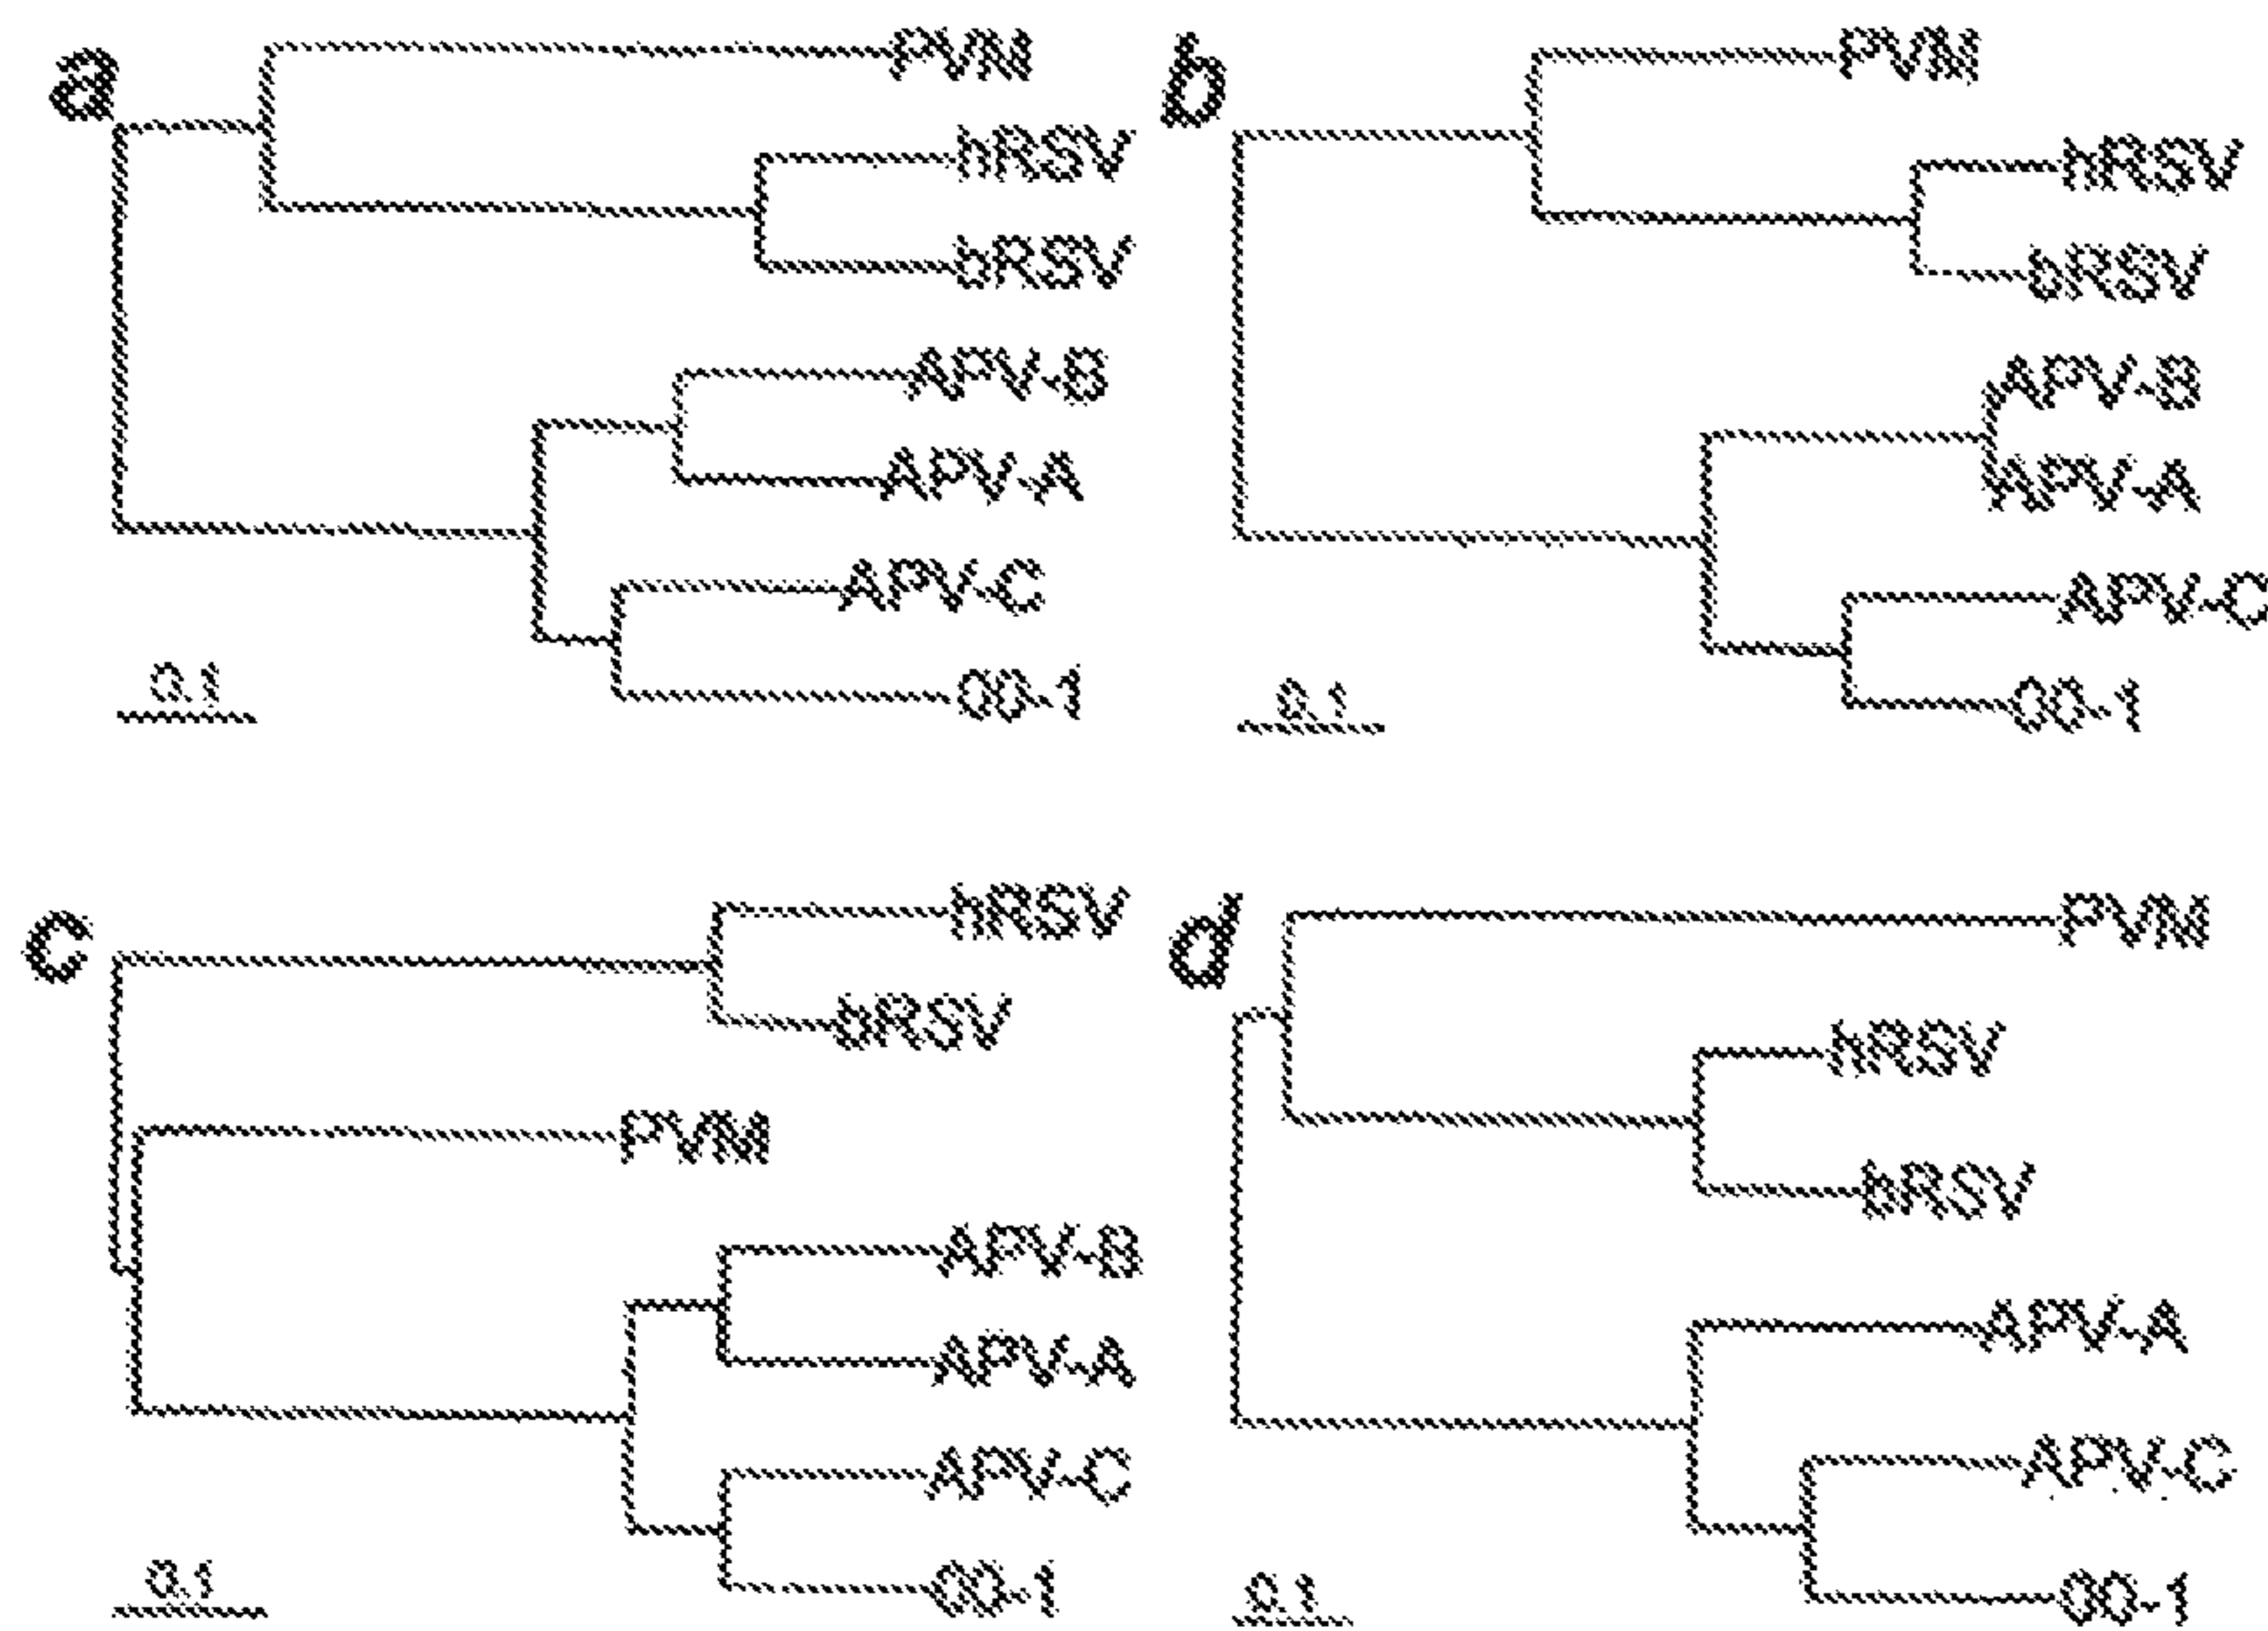 a
PVM
hRSV
bRSV
APV-B
APV-A
APV-C
00-1
0.1
b
PVM
hRSV
bRSV
APV-B
APV-A
APV-C
00-1
0.1
c
hRSV
bRSV
PVM
APV-B
APV-A
APV-C
00-1
0.1
d
PVM
hRSV
bRSV
APV-A
APV-C
00-1
0.1